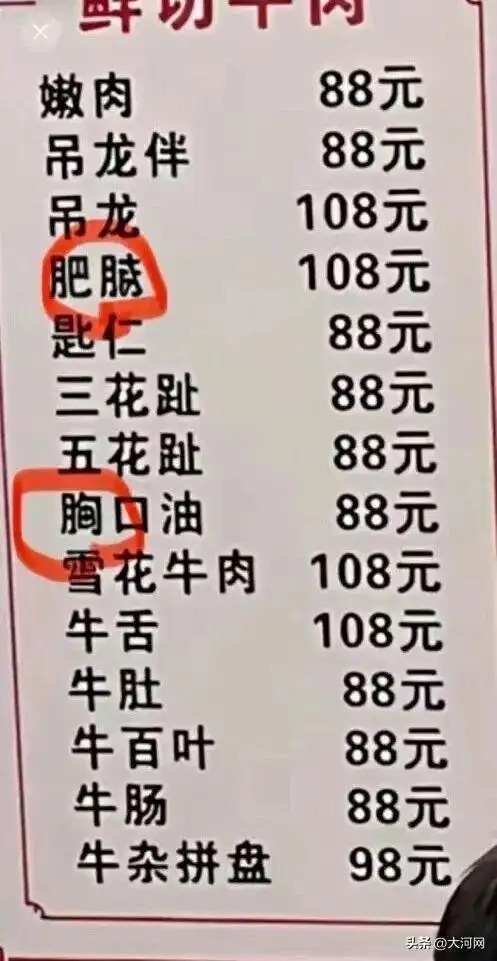 鲜切牛肉
嫩肉 88元
吊龙伴 88元
吊龙 108元
肥胼 108元
匙仁 88元
三花趾 88元
五花趾 88元
胸口油 88元
雪花牛肉 108元
牛舌 108元
牛肚 88元
牛百叶 88元
牛肠 88元
牛杂拼盘 98元
头条 @大河网